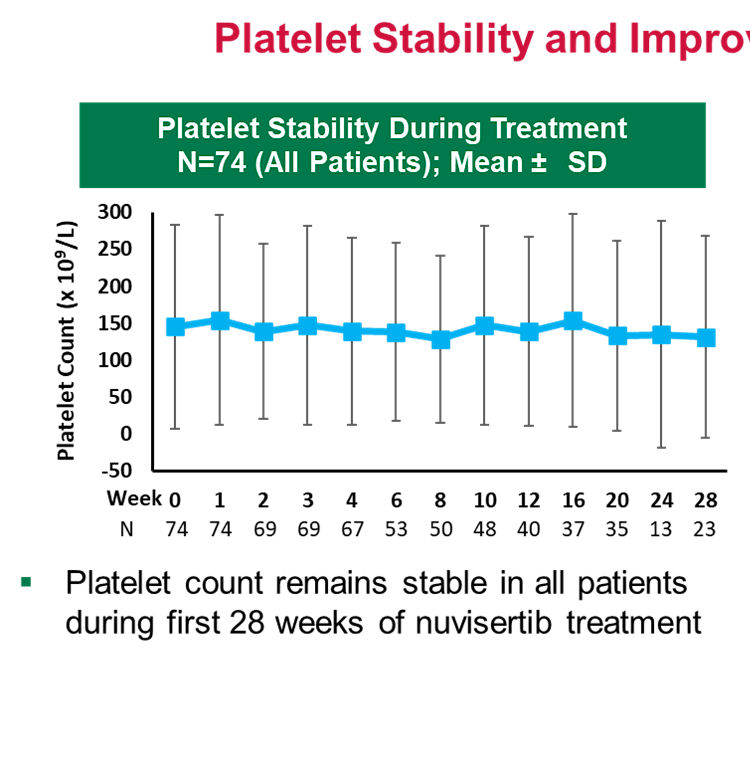 Platelet Stability and Impro
Platelet Stability During Treatment
N=74 (All Patients); Mean ± SD
Platelet Count (x 10⁹/L)
300
250
200
150
100
50
0
-50
Week 0 1 2 3 4 6 8 10 12 16 20 24 28
N 74 74 69 69 67 53 50 48 40 37 35 13 23
▪ Platelet count remains stable in all patients
during first 28 weeks of nuvisertib treatment